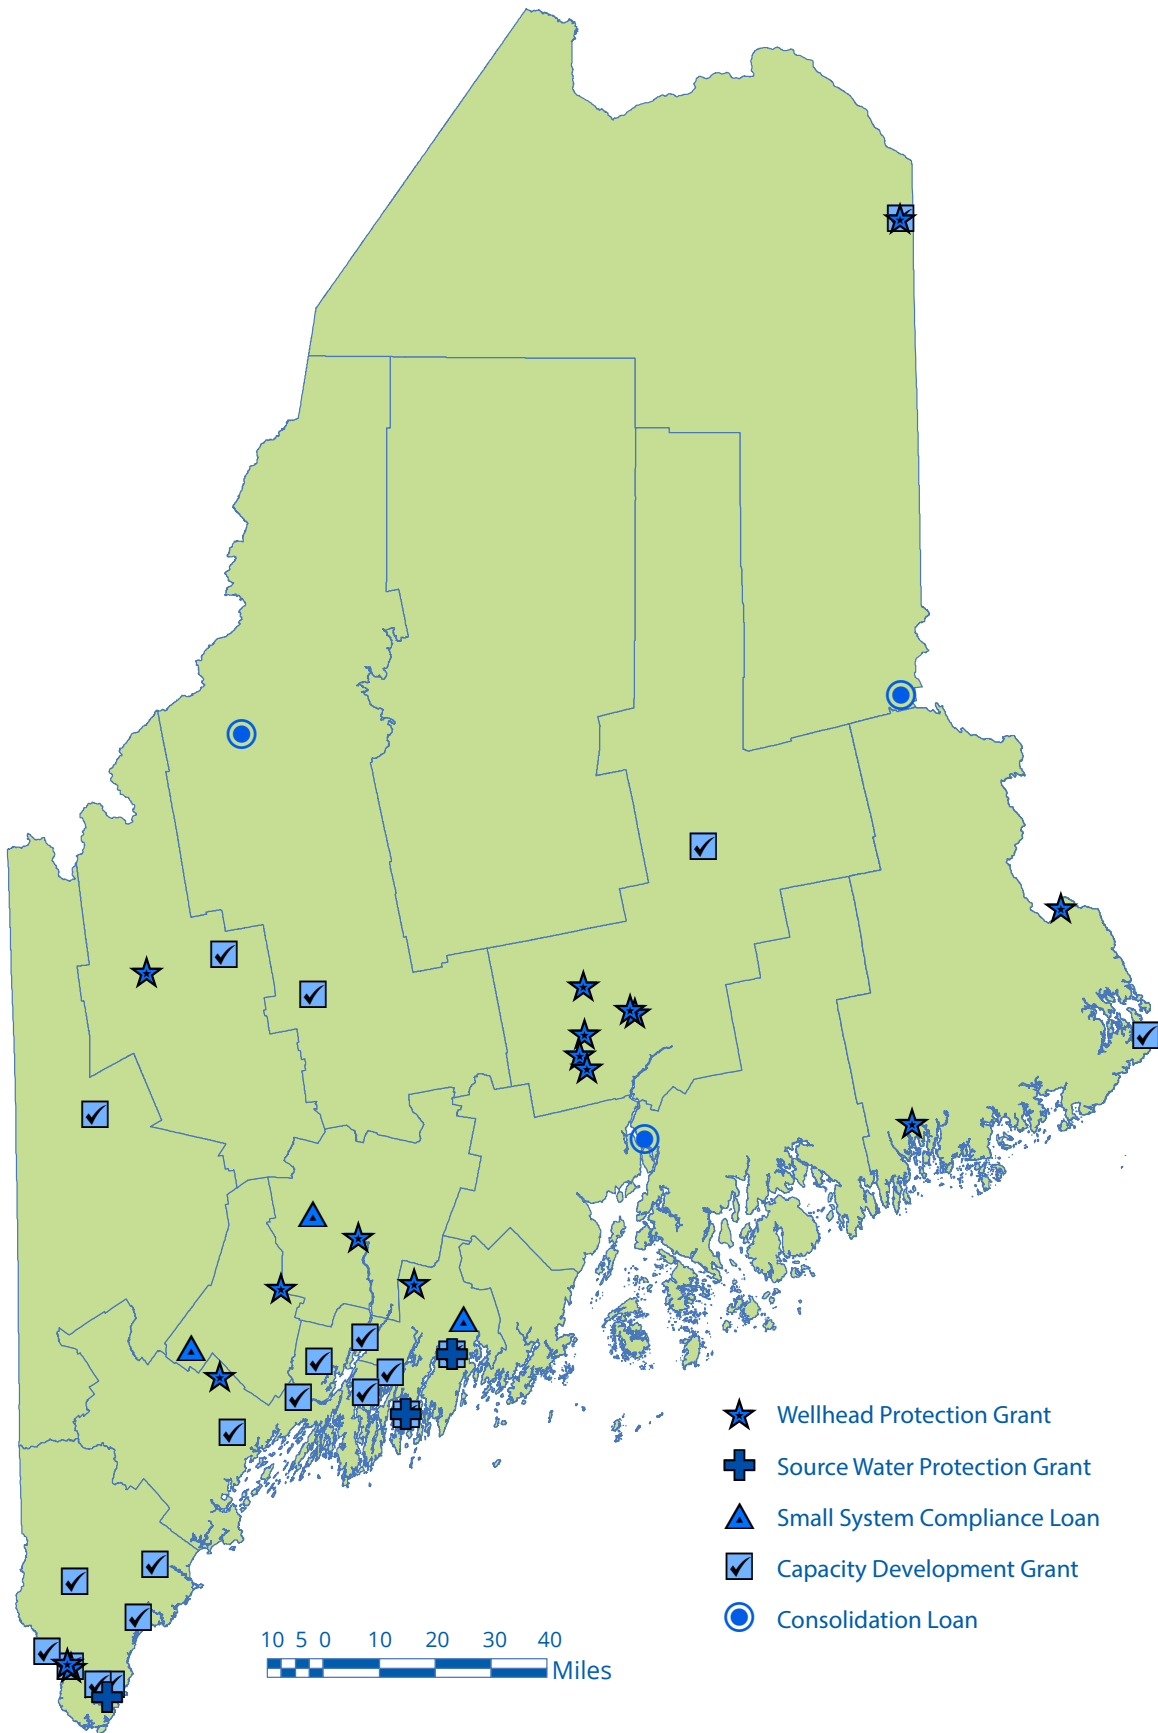 Wellhead Protection Grant
Source Water Protection Grant
Small System Compliance Loan
Capacity Development Grant
Consolidation Loan
10 5 0 10 20 30 40
Miles